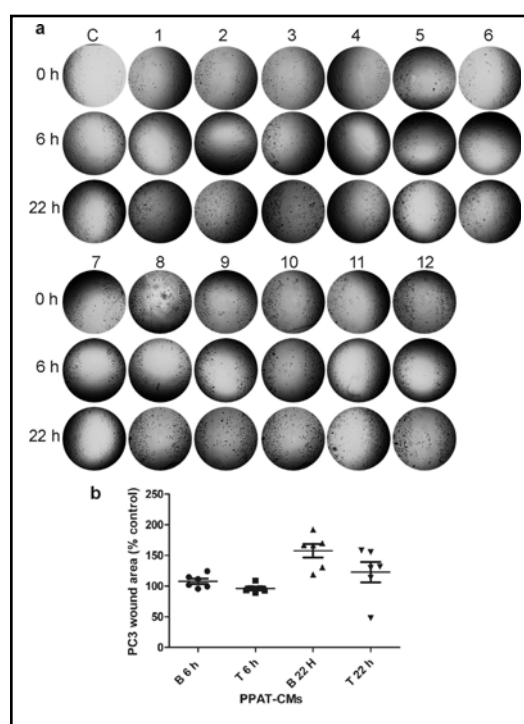 a
C 1 2 3 4 5 6
0 h
6 h
22 h
7 8 9 10 11 12
0 h
6 h
22 h
b
PC3 wound area (% control)
250
200
150
100
50
0
B 6 h T 6 h B 22 H T 22 h
PPAT-CMs